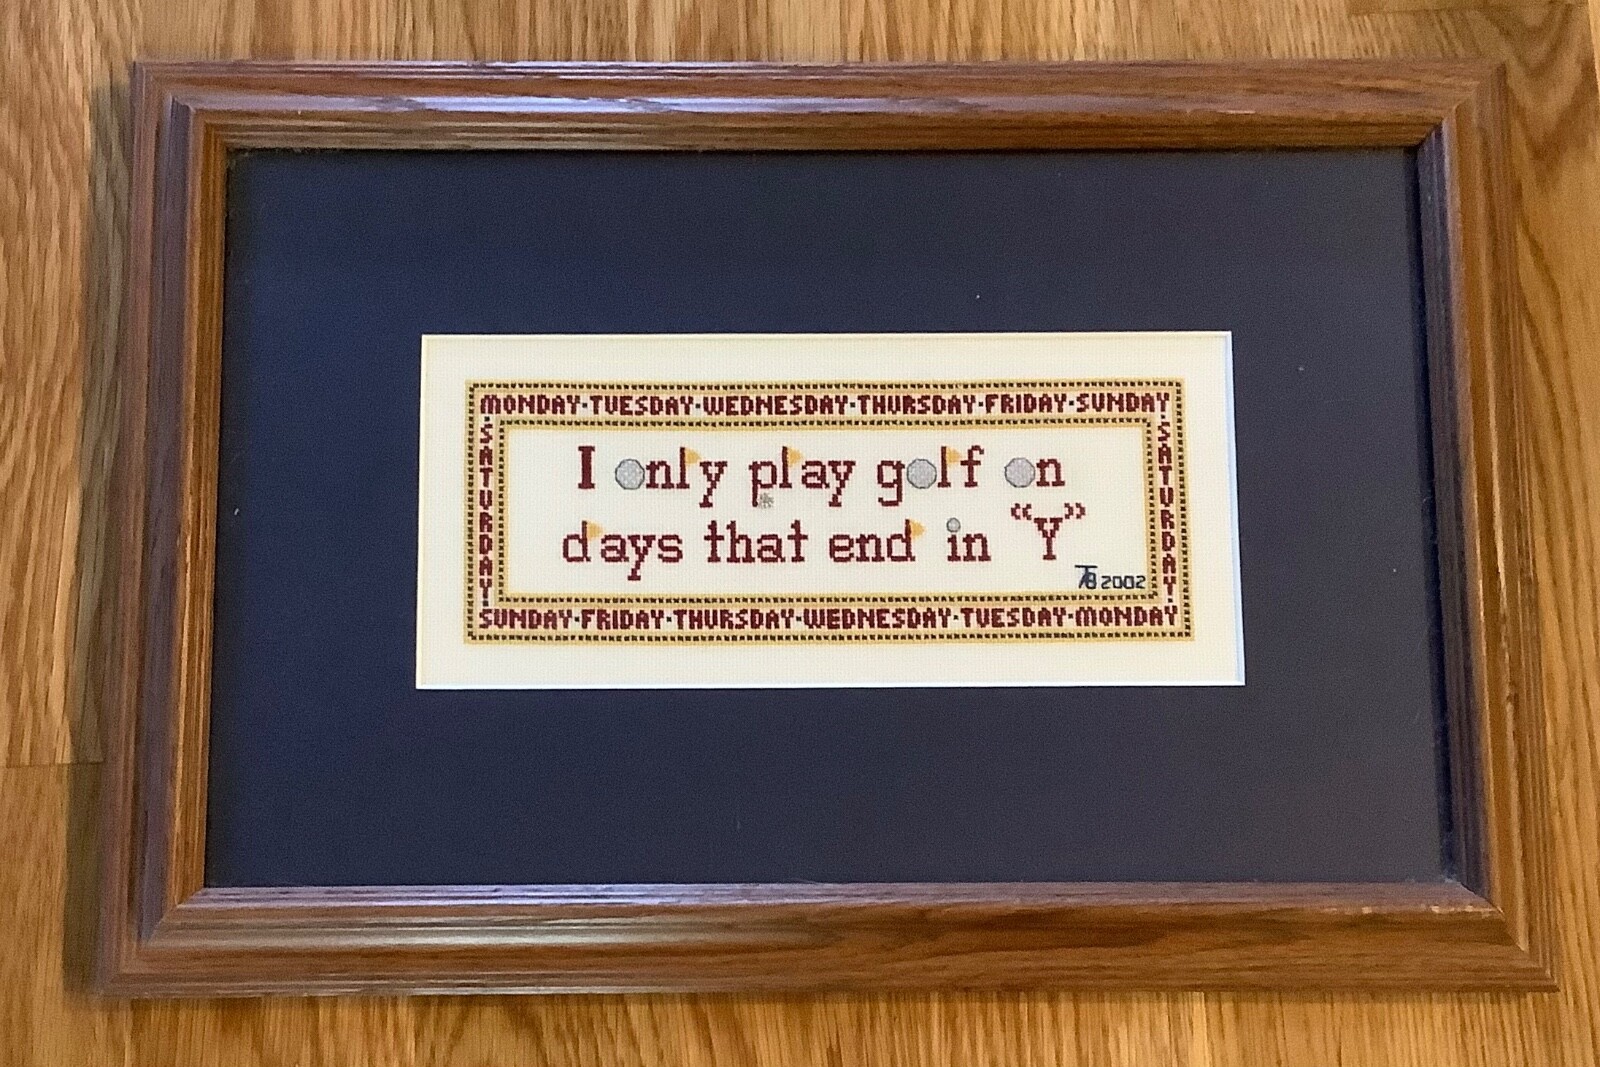 MONDAY·TUESDAY·WEDNESDAY·THURSDAY·FRIDAY·SUNDAY
·SATURDAY·
·SATURDAY·
I only play golf on
days that end in “Y”
TB 2002
SUNDAY·FRIDAY·THURSDAY·WEDNESDAY·TUESDAY·MONDAY